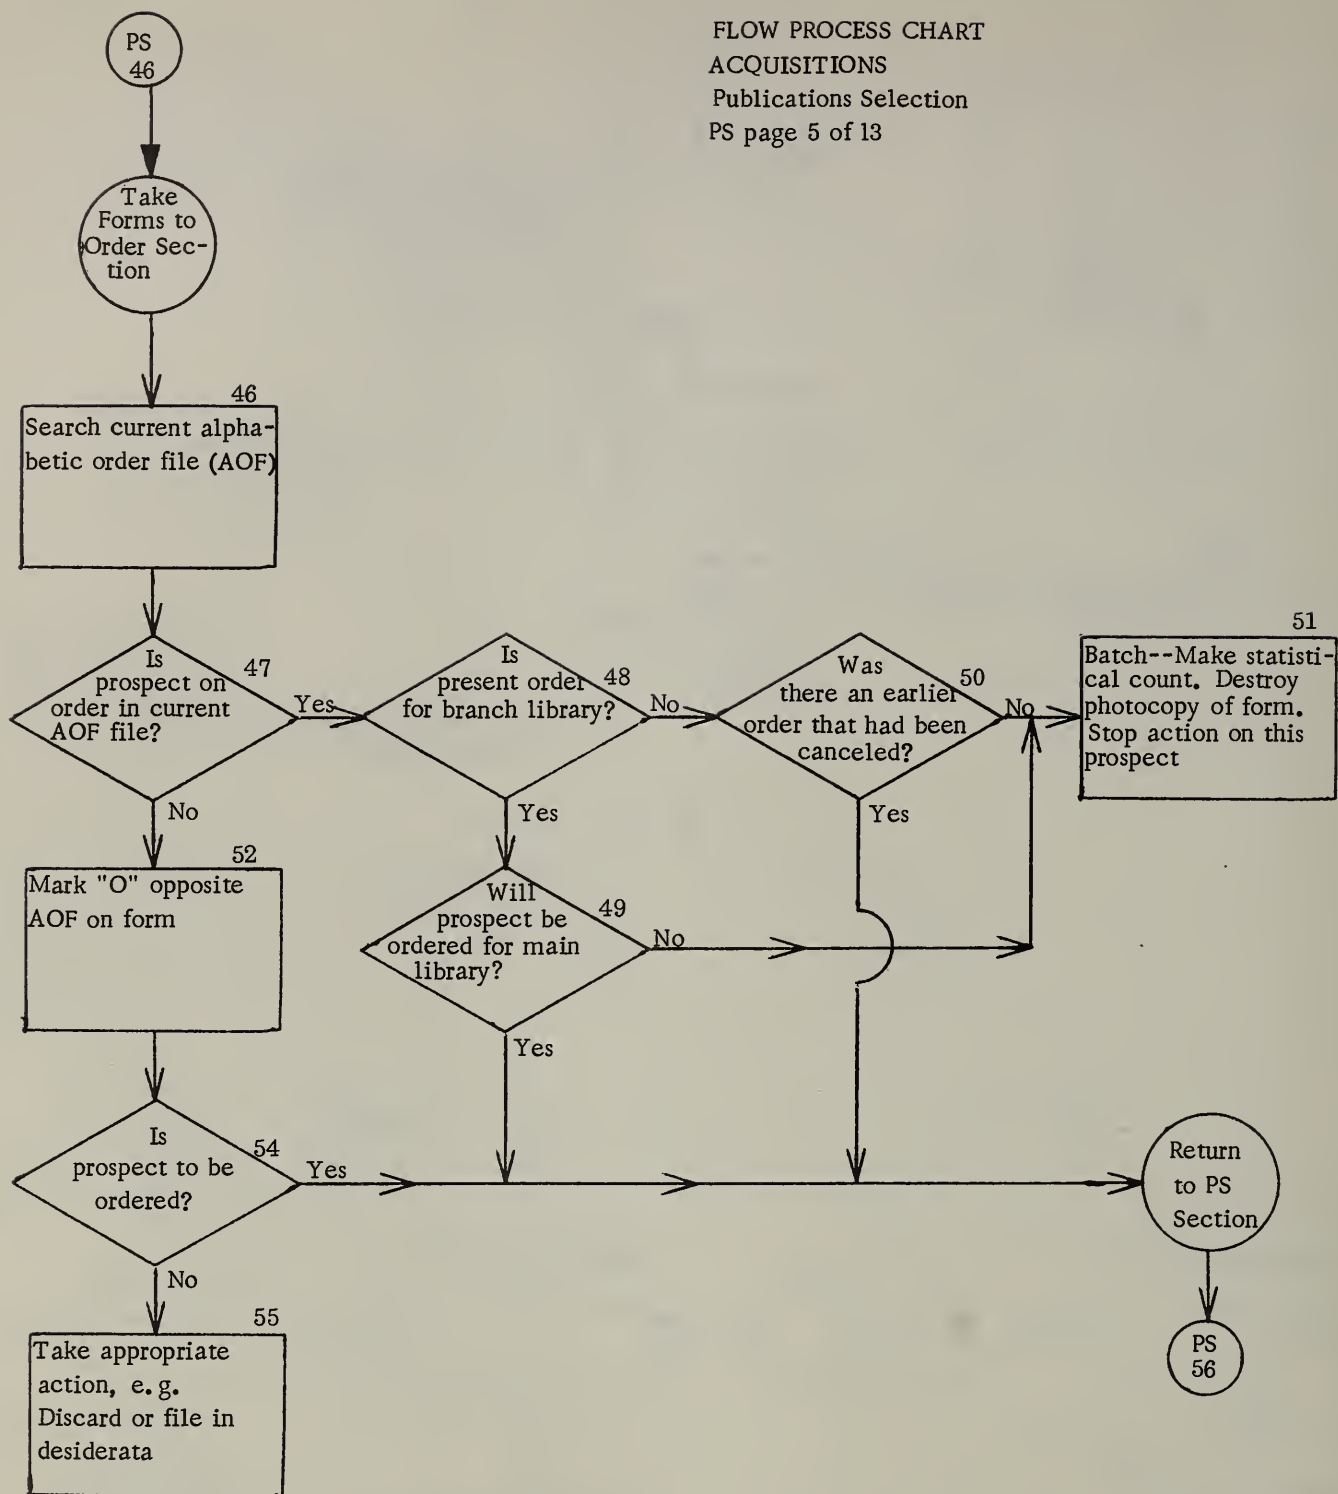 PS
46
FLOW PROCESS CHART
ACQUISITIONS
Publications Selection
PS page 5 of 13
Take
Forms to
Order Sec-
tion
46
Search current alpha-
betic order file (AOF)
Is
prospect on
order in current
AOF file?
47
Yes
No
Is
present order
for branch library?
48
No
Yes
Was
there an earlier
order that had been
canceled?
50
No
Yes
51
Batch--Make statisti-
cal count. Destroy
photocopy of form.
Stop action on this
prospect
52
Mark "O" opposite
AOF on form
Will
prospect be
ordered for main
library?
49
No
Yes
Is
prospect to be
ordered?
54
Yes
No
Return
to PS
Section
PS
56
55
Take appropriate
action, e.g.
Discard or file in
desiderata